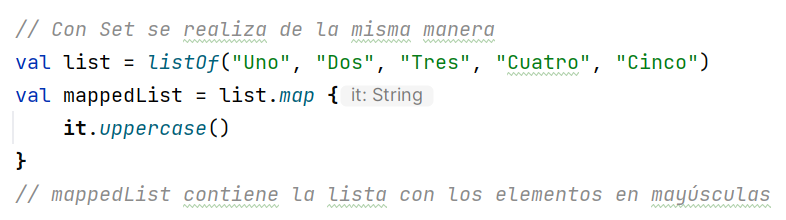 // Con Set se realiza de la misma manera
val list = listOf("Uno", "Dos", "Tres", "Cuatro", "Cinco")
val mappedList = list.map { it: String
    it.uppercase()
}
// mappedList contiene la lista con los elementos en mayúsculas